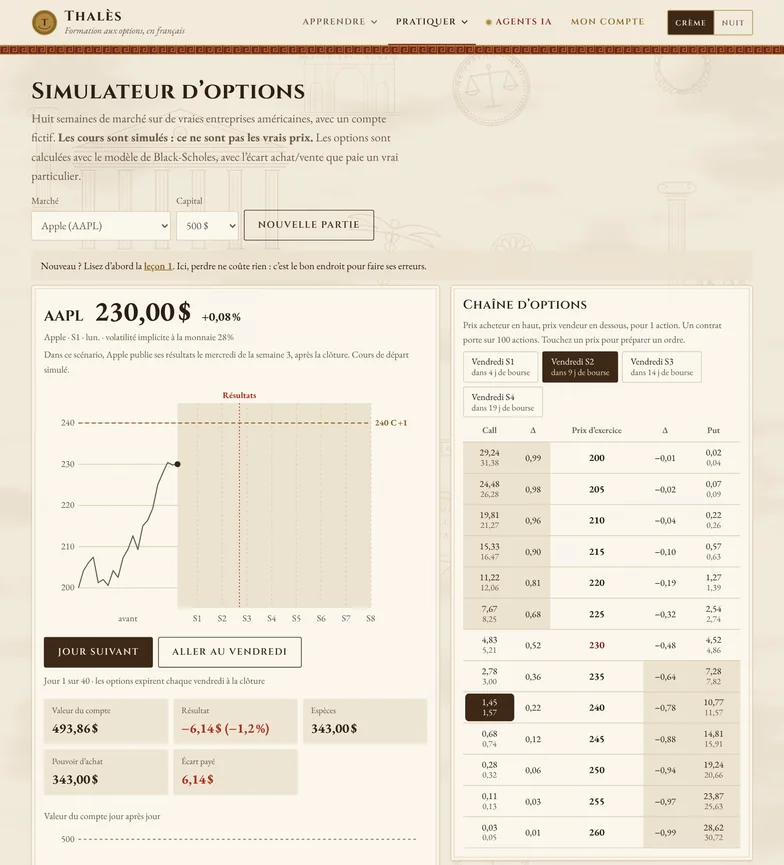 THALÈS
Formation aux options, en français
APPRENDRE
PRATIQUER
AGENTS IA
MON COMPTE
CRÈME
NUIT
SIMULATEUR D’OPTIONS
Huit semaines de marché sur de vraies entreprises américaines, avec un compte
fictif. Les cours sont simulés : ce ne sont pas les vrais prix. Les options sont
calculées avec le modèle de Black-Scholes, avec l’écart achat/vente que paie un vrai
particulier.
Marché
Capital
Apple (AAPL)
500 $
NOUVELLE PARTIE
Nouveau ? Lisez d’abord la leçon 1. Ici, perdre ne coûte rien : c’est le bon endroit pour faire ses erreurs.
AAPL 230,00 $ +0,08 %
Apple · S1 · lun. · volatilité implicite à la monnaie 28%
Dans ce scénario, Apple publie ses résultats le mercredi de la semaine 3, après la clôture. Cours de départ
simulé.
Résultats
240
240 C +1
230
220
210
200
avant S1 S2 S3 S4 S5 S6 S7 S8
JOUR SUIVANT
ALLER AU VENDREDI
Jour 1 sur 40 · les options expirent chaque vendredi à la clôture
Valeur du compte
493,86 $
Résultat
−6,14 $ (−1,2 %)
Espèces
343,00 $
Pouvoir d’achat
343,00 $
Écart payé
6,14 $
Valeur du compte jour après jour
500
CHAÎNE D’OPTIONS
Prix acheteur en haut, prix vendeur en dessous, pour 1 action. Un contrat
porte sur 100 actions. Touchez un prix pour préparer un ordre.
Vendredi S1
dans 4 j de bourse
Vendredi S2
dans 9 j de bourse
Vendredi S3
dans 14 j de bourse
Vendredi S4
dans 19 j de bourse
Call Δ Prix d’exercice Δ Put
29,24 0,99 200 −0,01 0,02
31,38 0,04
24,48 0,98 205 −0,02 0,07
26,28 0,09
19,81 0,96 210 −0,04 0,22
21,27 0,26
15,33 0,90 215 −0,10 0,57
16,47 0,63
11,22 0,81 220 −0,19 1,27
12,06 1,39
7,67 0,68 225 −0,32 2,54
8,25 2,74
4,83 0,52 230 −0,48 4,52
5,21 4,86
2,78 0,36 235 −0,64 7,28
3,00 7,82
1,45 0,22 240 −0,78 10,77
1,57 11,57
0,68 0,12 245 −0,88 14,81
0,74 15,91
0,28 0,06 250 −0,94 19,24
0,32 20,66
0,11 0,03 255 −0,97 23,87
0,13 25,63
0,03 0,01 260 −0,99 28,62
0,05 30,72